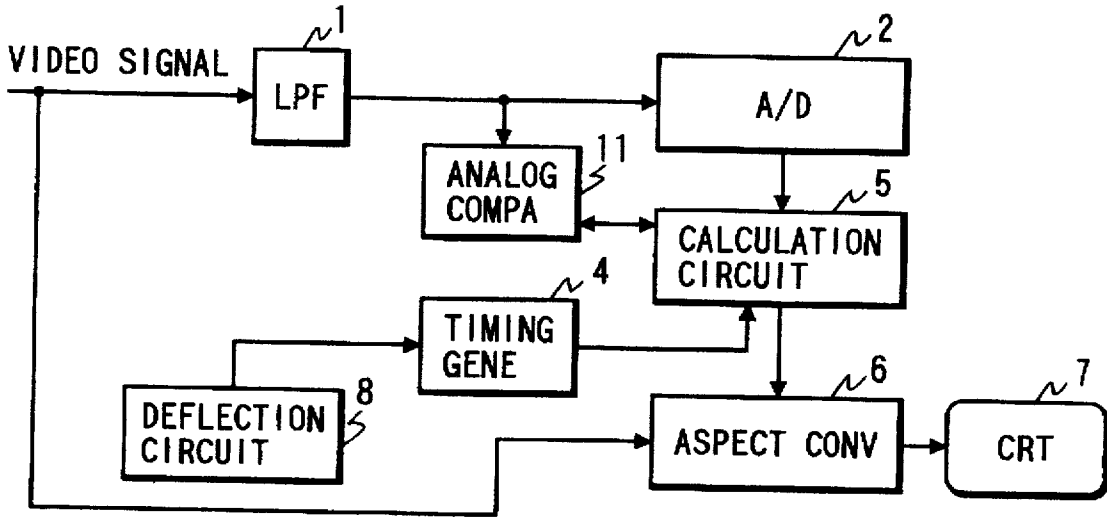 1
2
VIDEO SIGNAL
LPF
A/D
11
ANALOG
COMPA
5
CALCULATION
CIRCUIT
4
TIMING
GENE
6
7
8
DEFLECTION
CIRCUIT
ASPECT CONV
CRT